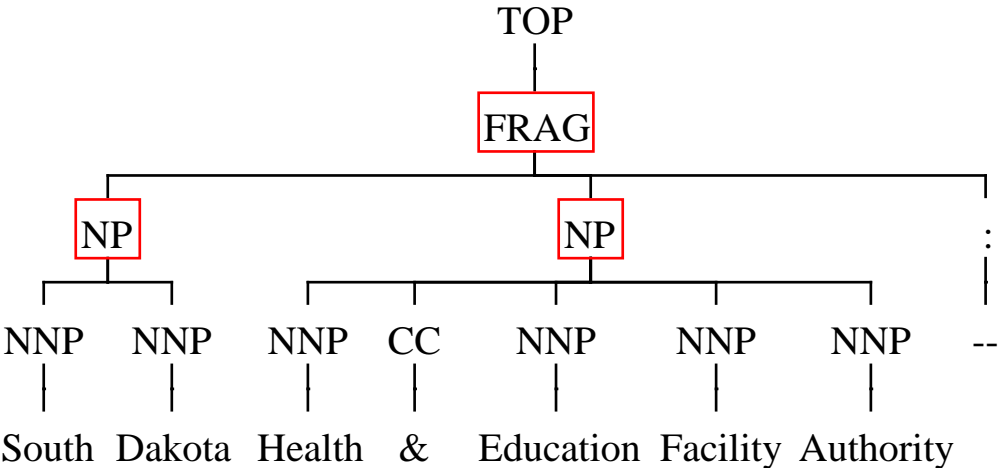 TOP
FRAG
NP NP :
NNP NNP NNP CC NNP NNP NNP --
South Dakota Health & Education Facility Authority